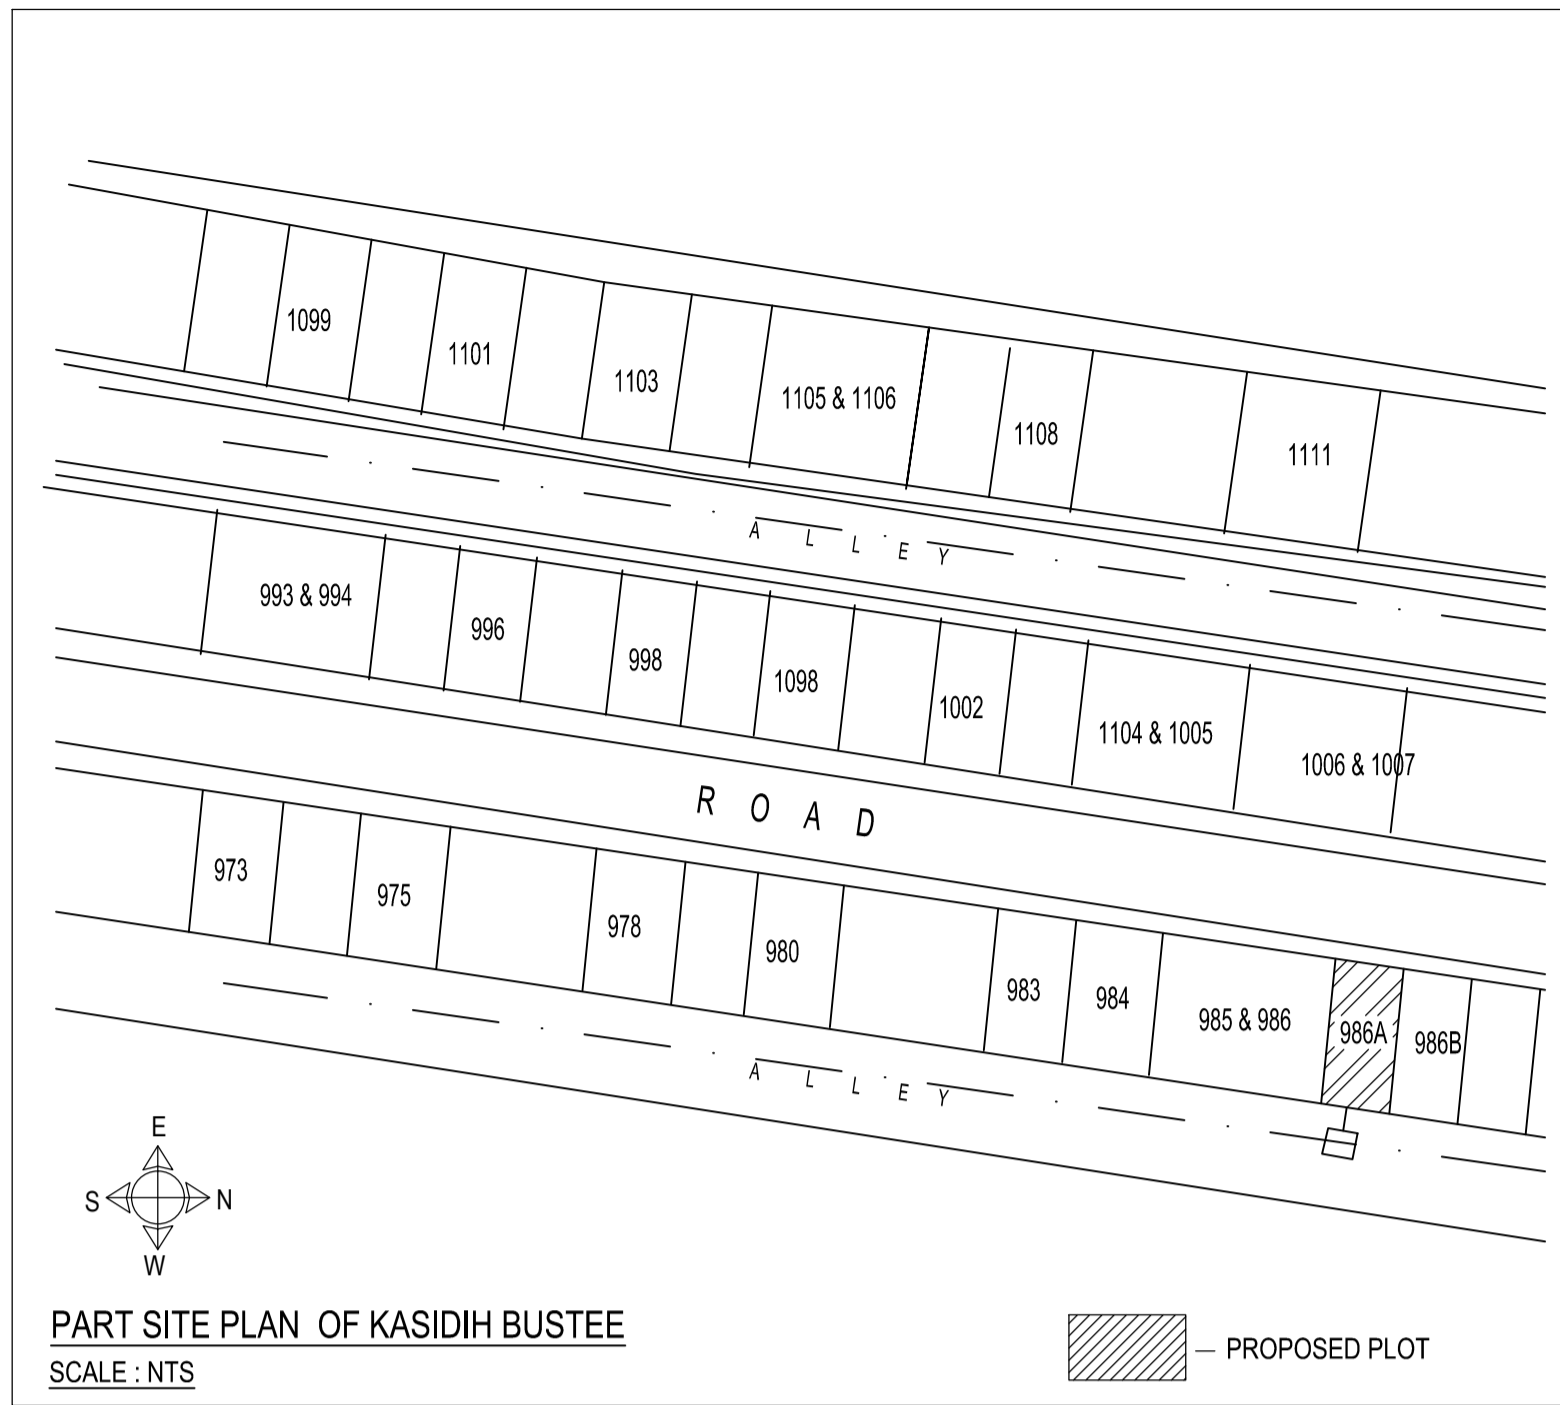 1099
1101
1103
1105 & 1106
1108
1111
A L L E Y
993 & 994
996
998
1098
1002
1104 & 1005
1006 & 1007
R O A D
973
975
978
980
983
984
985 & 986
986A
986B
A L L E Y
E
S N
W
PART SITE PLAN OF KASIDIH BUSTEE
SCALE : NTS
— PROPOSED PLOT